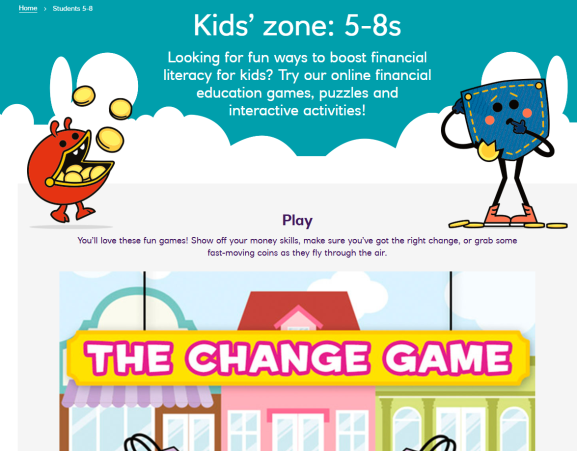 Home › Students 5-8
Kids' zone: 5-8s
Looking for fun ways to boost financial
literacy for kids? Try our online financial
education games, puzzles and
interactive activities!
Play
You'll love these fun games! Show off your money skills, make sure you've got the right change, or grab some
fast-moving coins as they fly through the air.
THE CHANGE GAME